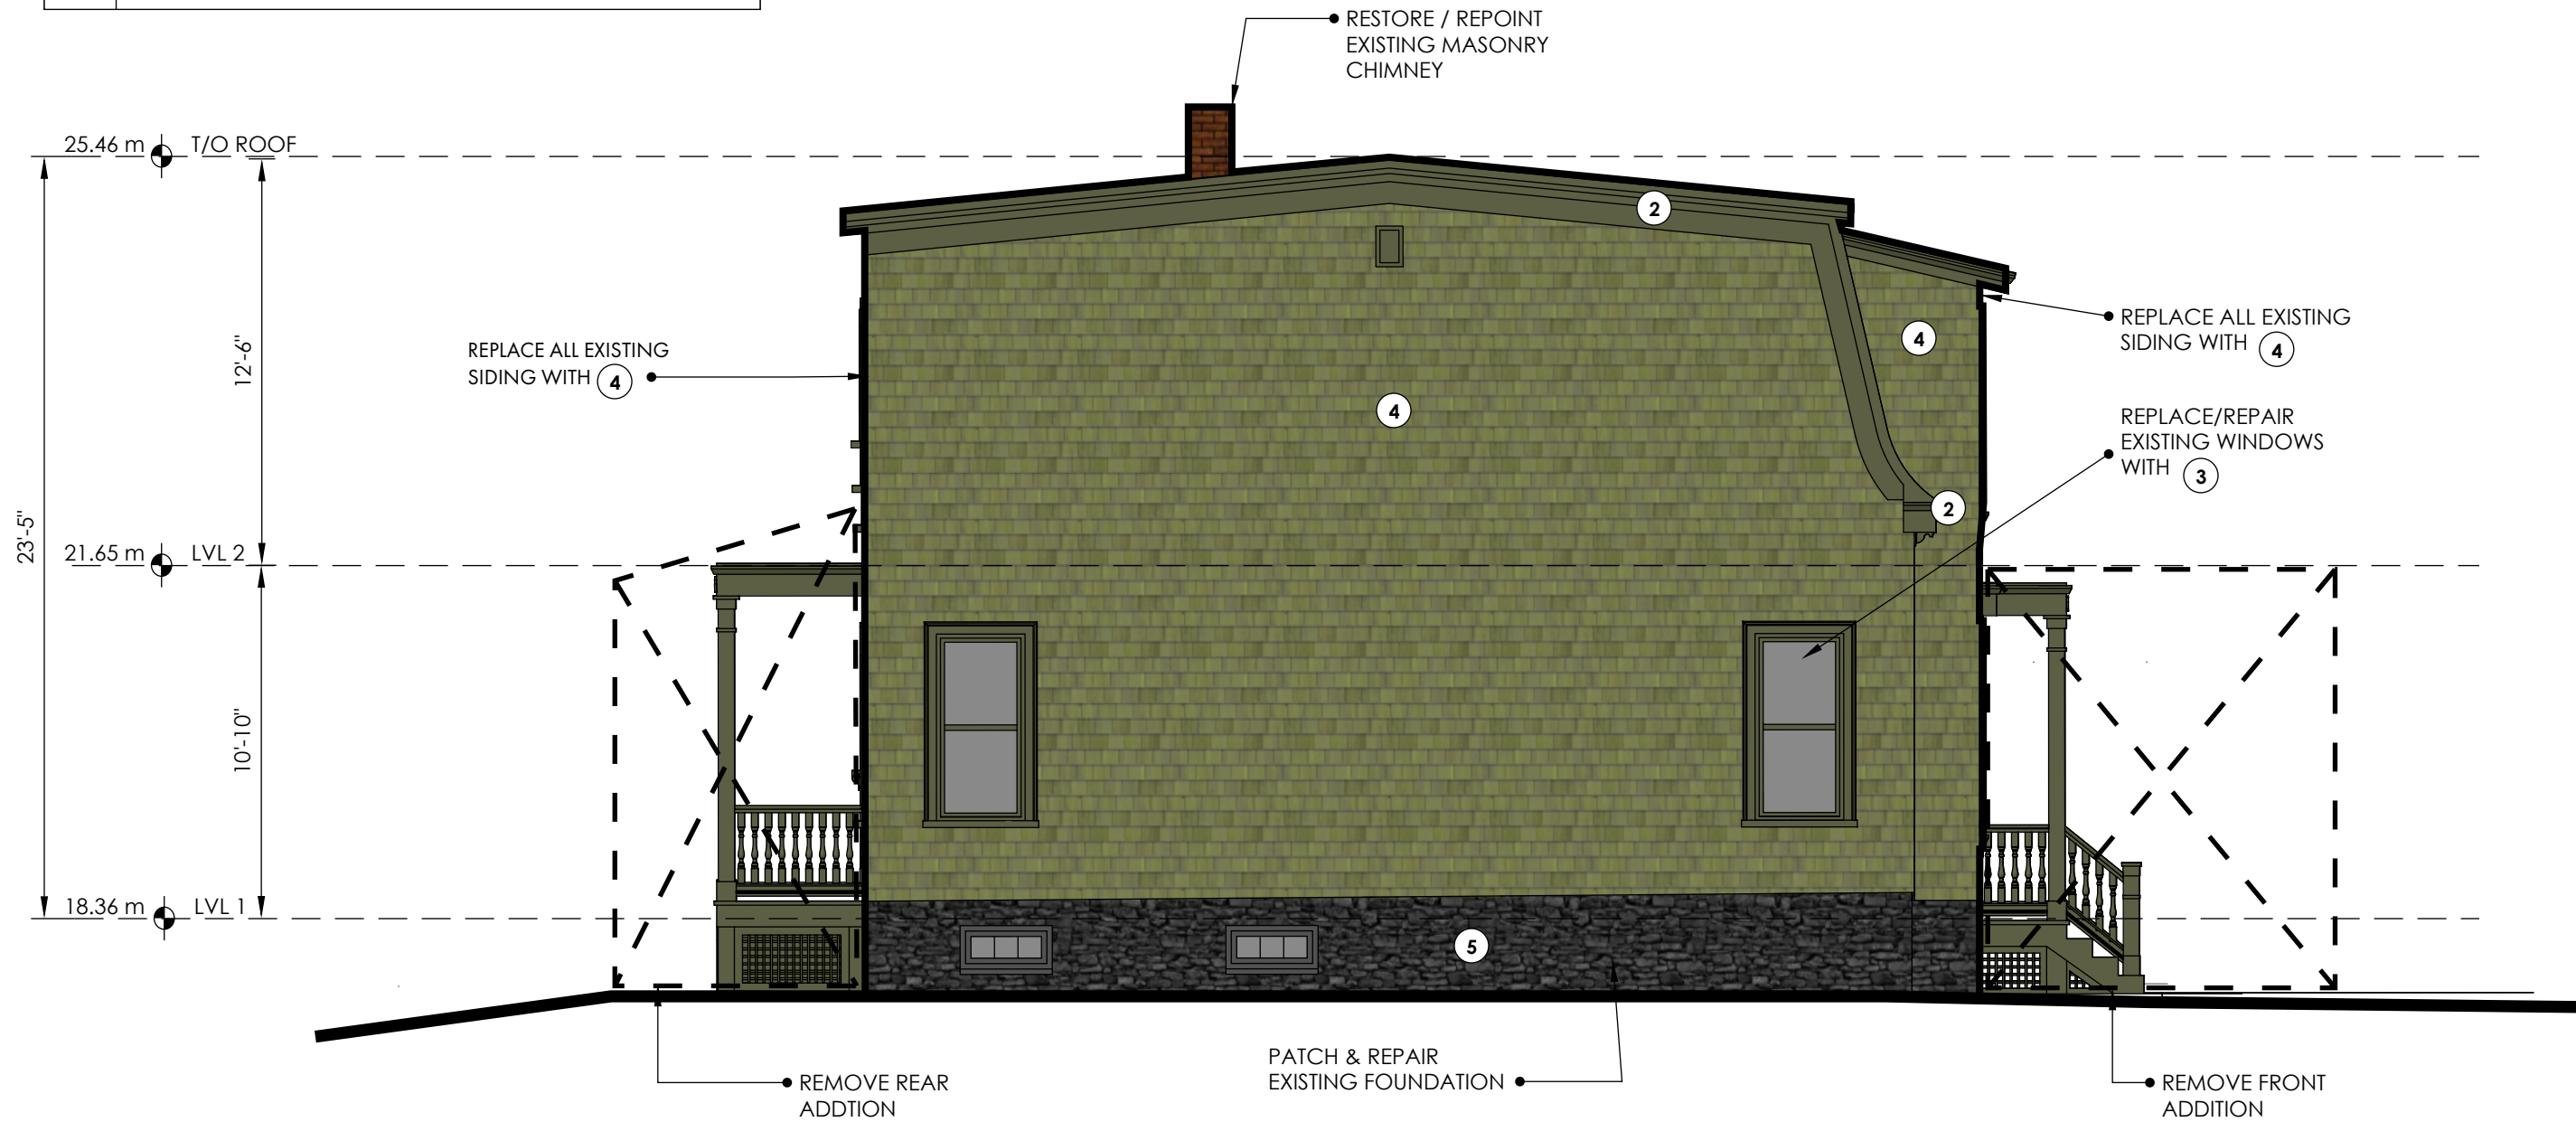 RESTORE / REPOINT
EXISTING MASONRY
CHIMNEY
25.46 m T/O ROOF
2
12'-6"
REPLACE ALL EXISTING
SIDING WITH 4
4
4
REPLACE ALL EXISTING
SIDING WITH 4
REPLACE/REPAIR
EXISTING WINDOWS
WITH 3
2
23'-5"
21.65 m LVL 2
10'-10"
18.36 m LVL 1
5
REMOVE REAR
ADDTION
PATCH & REPAIR
EXISTING FOUNDATION
REMOVE FRONT
ADDITION